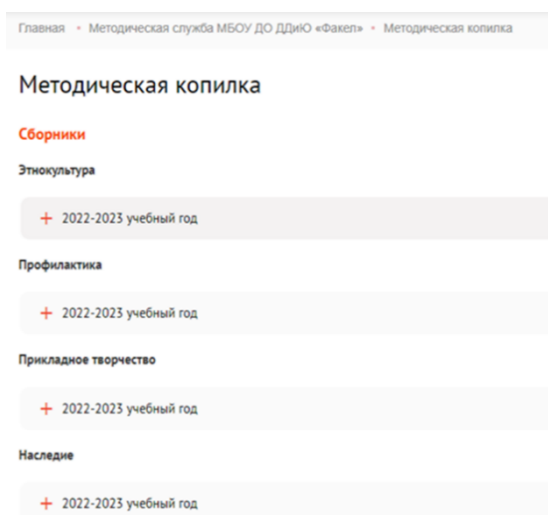 Главная • Методическая служба МБОУ ДО ДДиЮ «Факел» • Методическая копилка
Методическая копилка
Сборники
Этнокультура
+ 2022-2023 учебный год
Профилактика
+ 2022-2023 учебный год
Прикладное творчество
+ 2022-2023 учебный год
Наследие
+ 2022-2023 учебный год